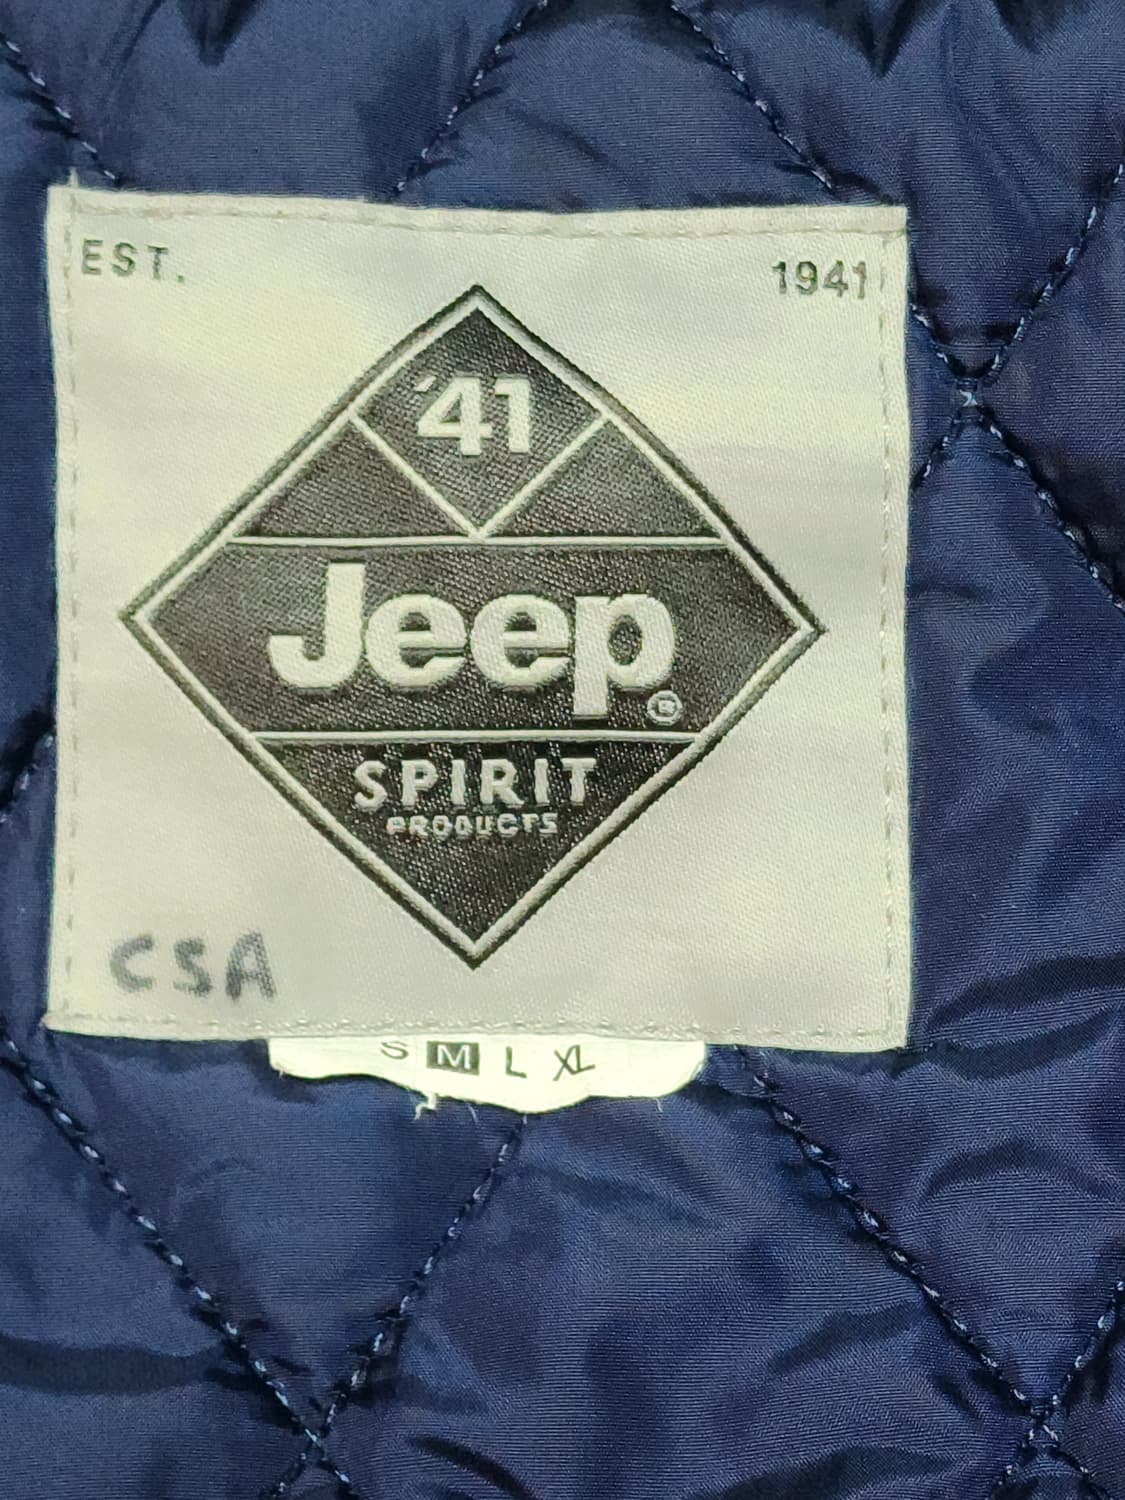 EST. 1941
'41
Jeep®
SPIRIT
PRODUCTS
CSA
S M L XL